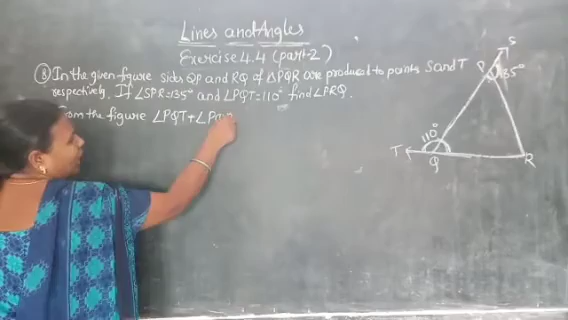 Lines and Angles
Exercise 4.4 (part-2)
⑧ In the given figure sides QP and RQ of △PQR are produced to points S and T
respectively. If ∠SPR=135° and ∠PQT=110° find ∠PRQ.
from the figure ∠PQT+∠PQR
S
P
135°
110°
T
Q
R